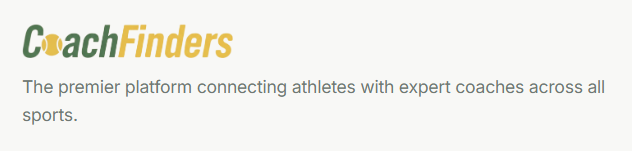 CoachFinders
The premier platform connecting athletes with expert coaches across all
sports.